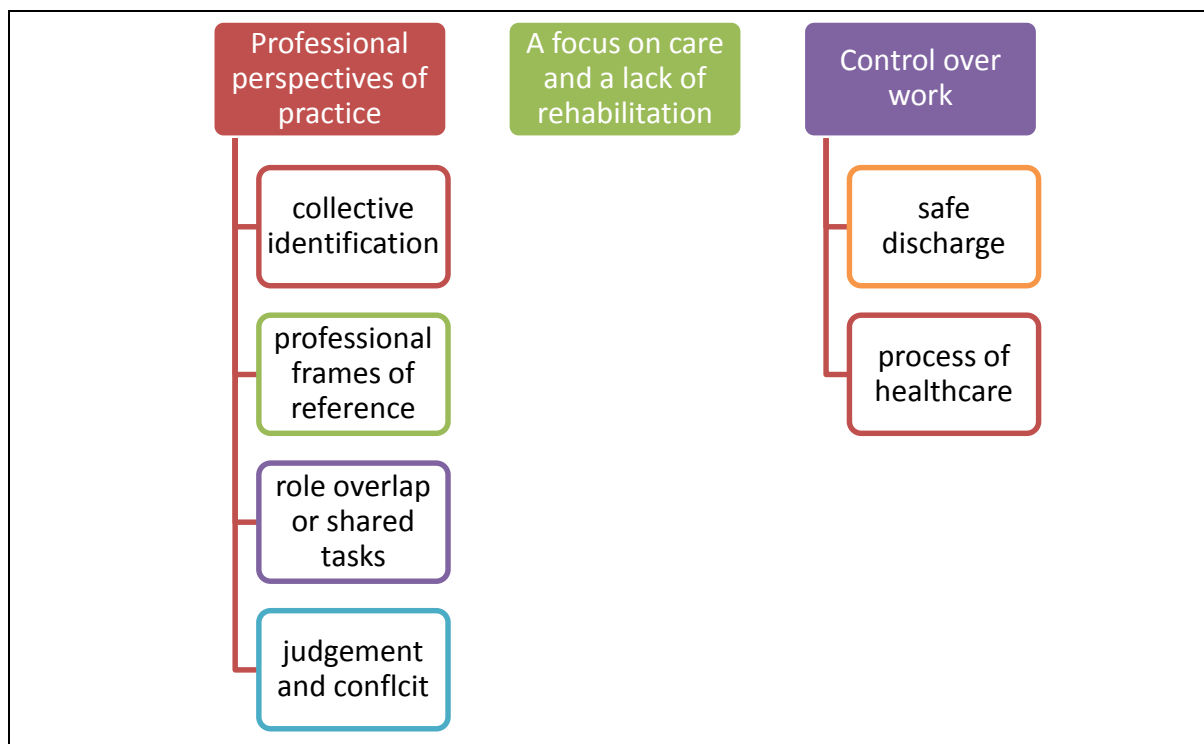 Professional
perspectives of
practice
collective
identification
professional
frames of
reference
role overlap
or shared
tasks
judgement
and conflcit
A focus on care
and a lack of
rehabilitation
Control over
work
safe
discharge
process of
healthcare